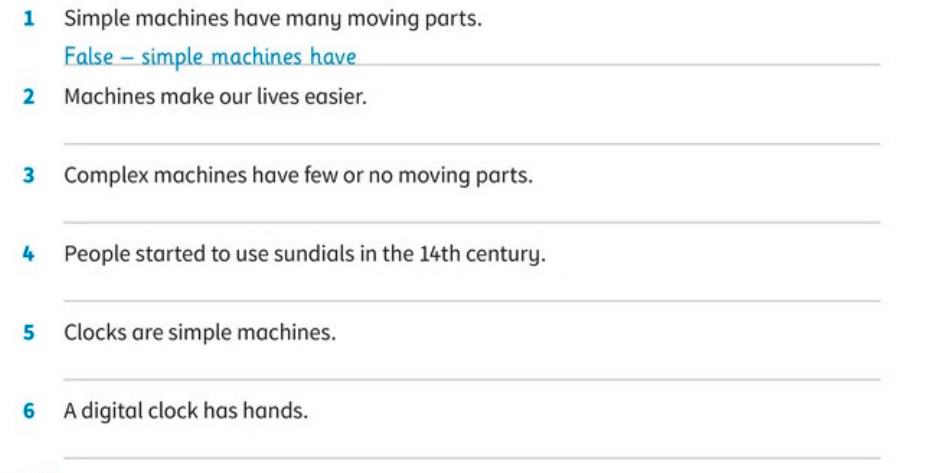 1 Simple machines have many moving parts.
False – simple machines have
2 Machines make our lives easier.
3 Complex machines have few or no moving parts.
4 People started to use sundials in the 14th century.
5 Clocks are simple machines.
6 A digital clock has hands.